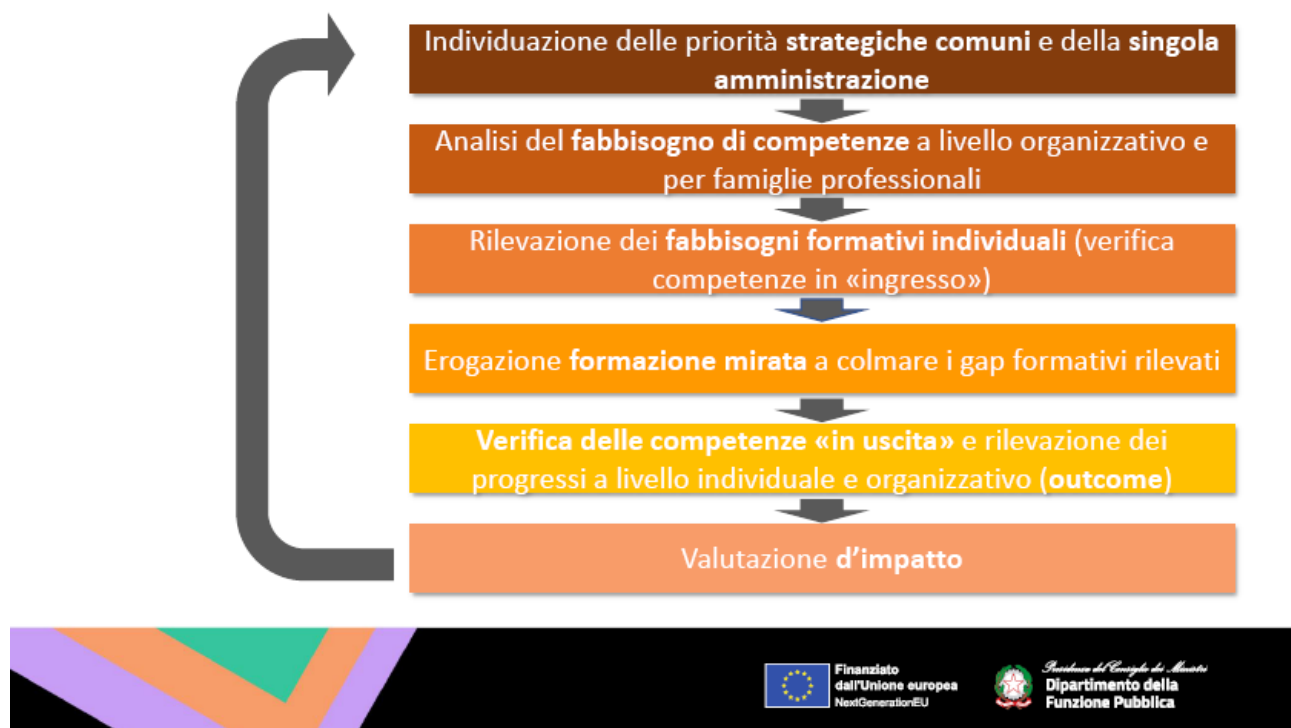 Individuazione delle priorità strategiche comuni e della singola
amministrazione
Analisi del fabbisogno di competenze a livello organizzativo e
per famiglie professionali
Rilevazione dei fabbisogni formativi individuali (verifica
competenze in «ingresso»)
Erogazione formazione mirata a colmare i gap formativi rilevati
Verifica delle competenze «in uscita» e rilevazione dei
progressi a livello individuale e organizzativo (outcome)
Valutazione d’impatto
Finanziato
dall'Unione europea
NextGenerationEU
Presidenza del Consiglio dei Ministri
Dipartimento della
Funzione Pubblica